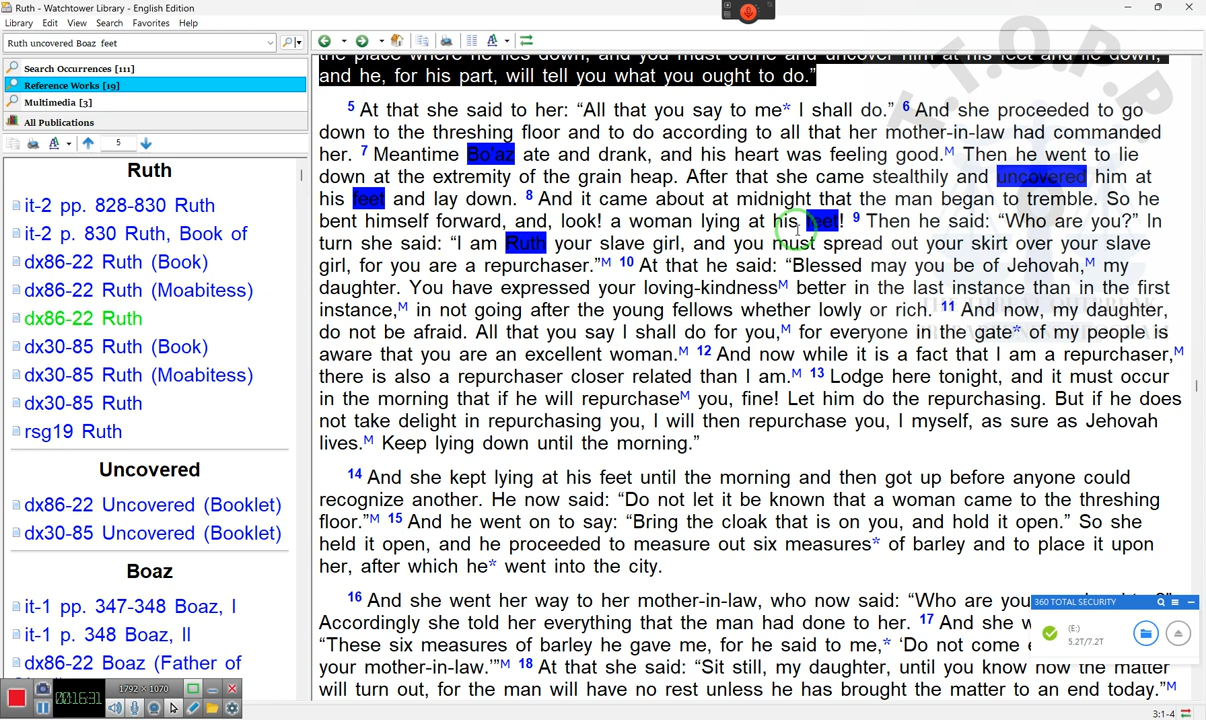 Ruth - Watchtower Library - English Edition
Library Edit View Search Favorites Help
Ruth uncovered Boaz feet
Search Occurrences [111]
Reference Works [19]
Multimedia [3]
All Publications
5
Ruth
it-2 pp. 828-830 Ruth
it-2 p. 830 Ruth, Book of
dx86-22 Ruth (Book)
dx86-22 Ruth (Moabitess)
dx86-22 Ruth
dx30-85 Ruth (Book)
dx30-85 Ruth (Moabitess)
dx30-85 Ruth
rsg19 Ruth
Uncovered
dx86-22 Uncovered (Booklet)
dx30-85 Uncovered (Booklet)
Boaz
it-1 pp. 347-348 Boaz, I
it-1 p. 348 Boaz, II
dx86-22 Boaz (Father of
00:16:31
1792 × 1070
the place where he lies down; and you must come and uncover him at his feet and lie down;
and he, for his part, will tell you what you ought to do.”
5 At that she said to her: “All that you say to me* I shall do.” 6 And she proceeded to go
down to the threshing floor and to do according to all that her mother-in-law had commanded
her. 7 Meantime Boʹaz ate and drank, and his heart was feeling good.M Then he went to lie
down at the extremity of the grain heap. After that she came stealthily and uncovered him at
his feet and lay down. 8 And it came about at midnight that the man began to tremble. So he
bent himself forward, and, look! a woman lying at his feet! 9 Then he said: “Who are you?” In
turn she said: “I am Ruth your slave girl, and you must spread out your skirt over your slave
girl, for you are a repurchaser.”M 10 At that he said: “Blessed may you be of Jehovah,M my
daughter. You have expressed your loving-kindnessM better in the last instance than in the first
instance,M in not going after the young fellows whether lowly or rich. 11 And now, my daughter,
do not be afraid. All that you say I shall do for you,M for everyone in the gate* of my people is
aware that you are an excellent woman.M 12 And now while it is a fact that I am a repurchaser,M
there is also a repurchaser closer related than I am.M 13 Lodge here tonight, and it must occur
in the morning that if he will repurchaseM you, fine! Let him do the repurchasing. But if he does
not take delight in repurchasing you, I will then repurchase you, I myself, as sure as Jehovah
lives.M Keep lying down until the morning.”
14 And she kept lying at his feet until the morning and then got up before anyone could
recognize another. He now said: “Do not let it be known that a woman came to the threshing
floor.”M 15 And he went on to say: “Bring the cloak that is on you, and hold it open.” So she
held it open, and he proceeded to measure out six measures* of barley and to place it upon
her, after which he* went into the city.
16 And she went her way to her mother-in-law, who now said: “Who are you
Accordingly she told her everything that the man had done to her. 17 And she w
“These six measures of barley he gave me, for he said to me,* ‘Do not come
your mother-in-law.’”M 18 At that she said: “Sit still, my daughter, until you know how the matter
will turn out, for the man will have no rest unless he has brought the matter to an end today.”M
T.T.O.P.P
360 TOTAL SECURITY
(E:)
5.2T/7.2T
3:1-4